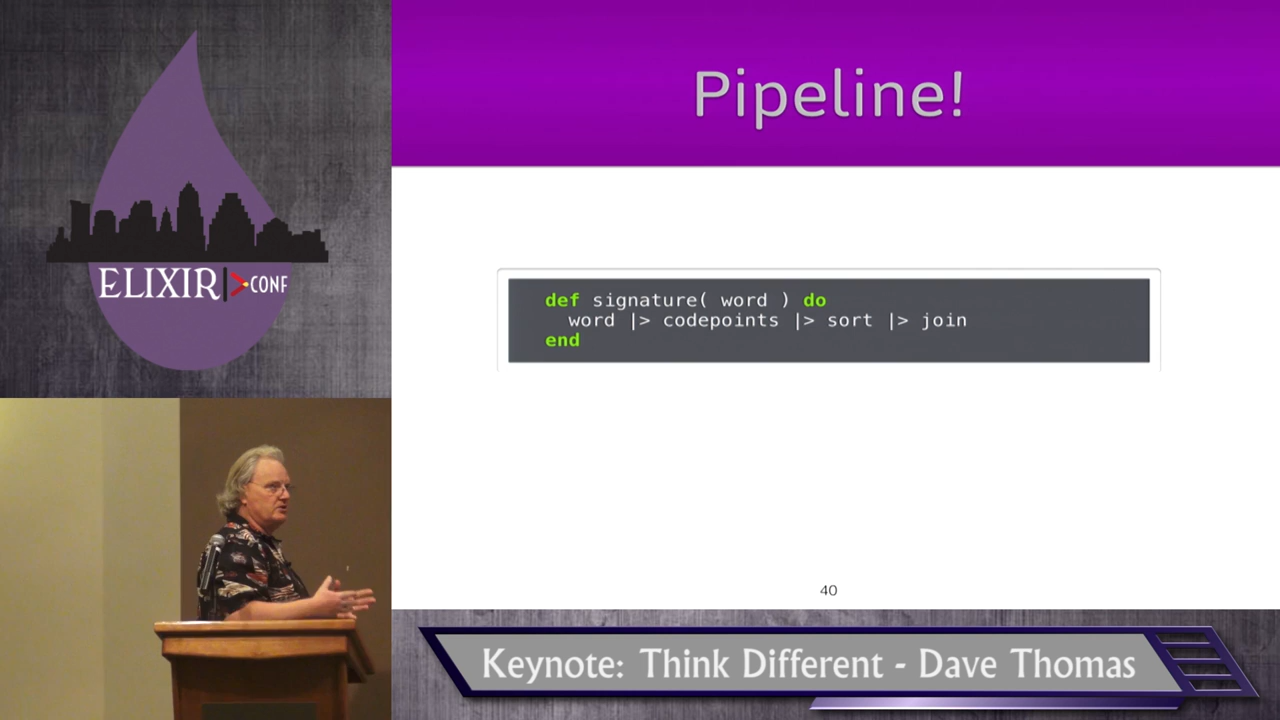 Pipeline!
ELIXIR|>CONF
def signature( word ) do
word |> codepoints |> sort |> join
end
40
Keynote: Think Different - Dave Thomas